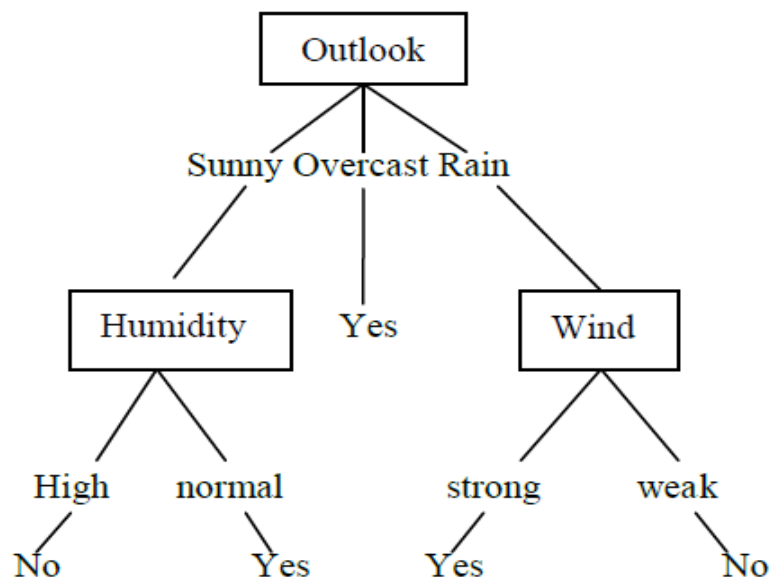 Outlook
Sunny Overcast Rain
Humidity Yes Wind
High normal strong weak
No Yes Yes No